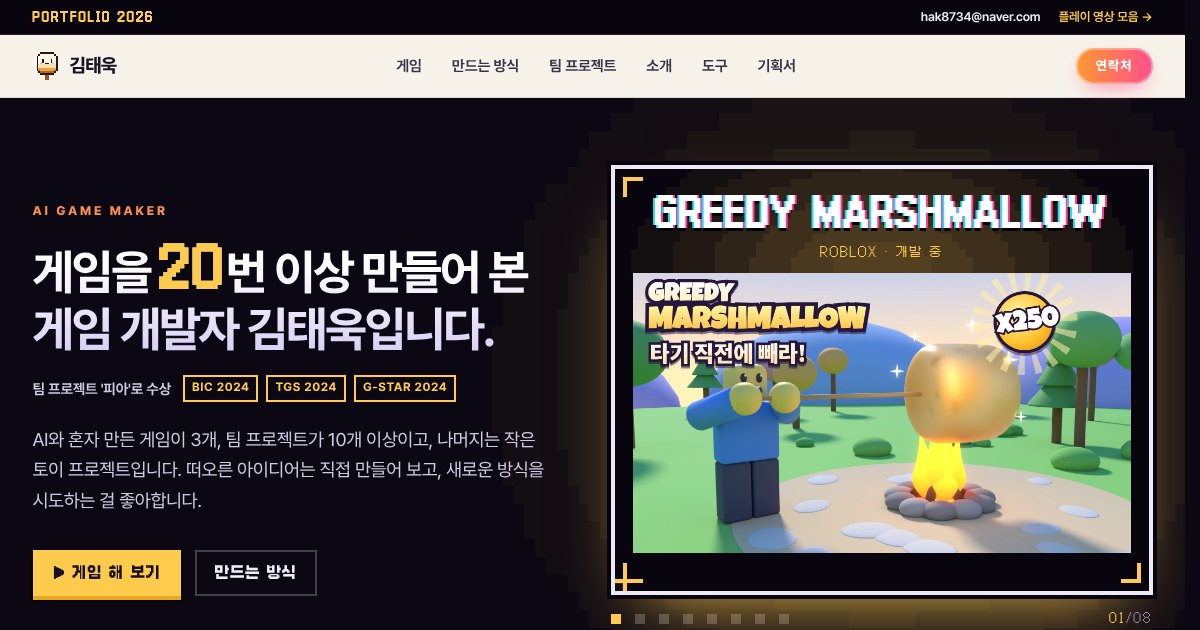 PORTFOLIO 2026
hak8734@naver.com
플레이 영상 모음 →
김태욱
게임
만드는 방식
팀 프로젝트
소개
도구
기획서
연락처
AI GAME MAKER
게임을 20번 이상 만들어 본
게임 개발자 김태욱입니다.
팀 프로젝트 '피아'로 수상
BIC 2024
TGS 2024
G-STAR 2024
AI와 혼자 만든 게임이 3개, 팀 프로젝트가 10개 이상이고, 나머지는 작은
토이 프로젝트입니다. 떠오른 아이디어는 직접 만들어 보고, 새로운 방식을
시도하는 걸 좋아합니다.
▶ 게임 해 보기
만드는 방식
GREEDY MARSHMALLOW
ROBLOX · 개발 중
GREEDY
MARSHMALLOW
타기 직전에 빼라!
X250
01/08